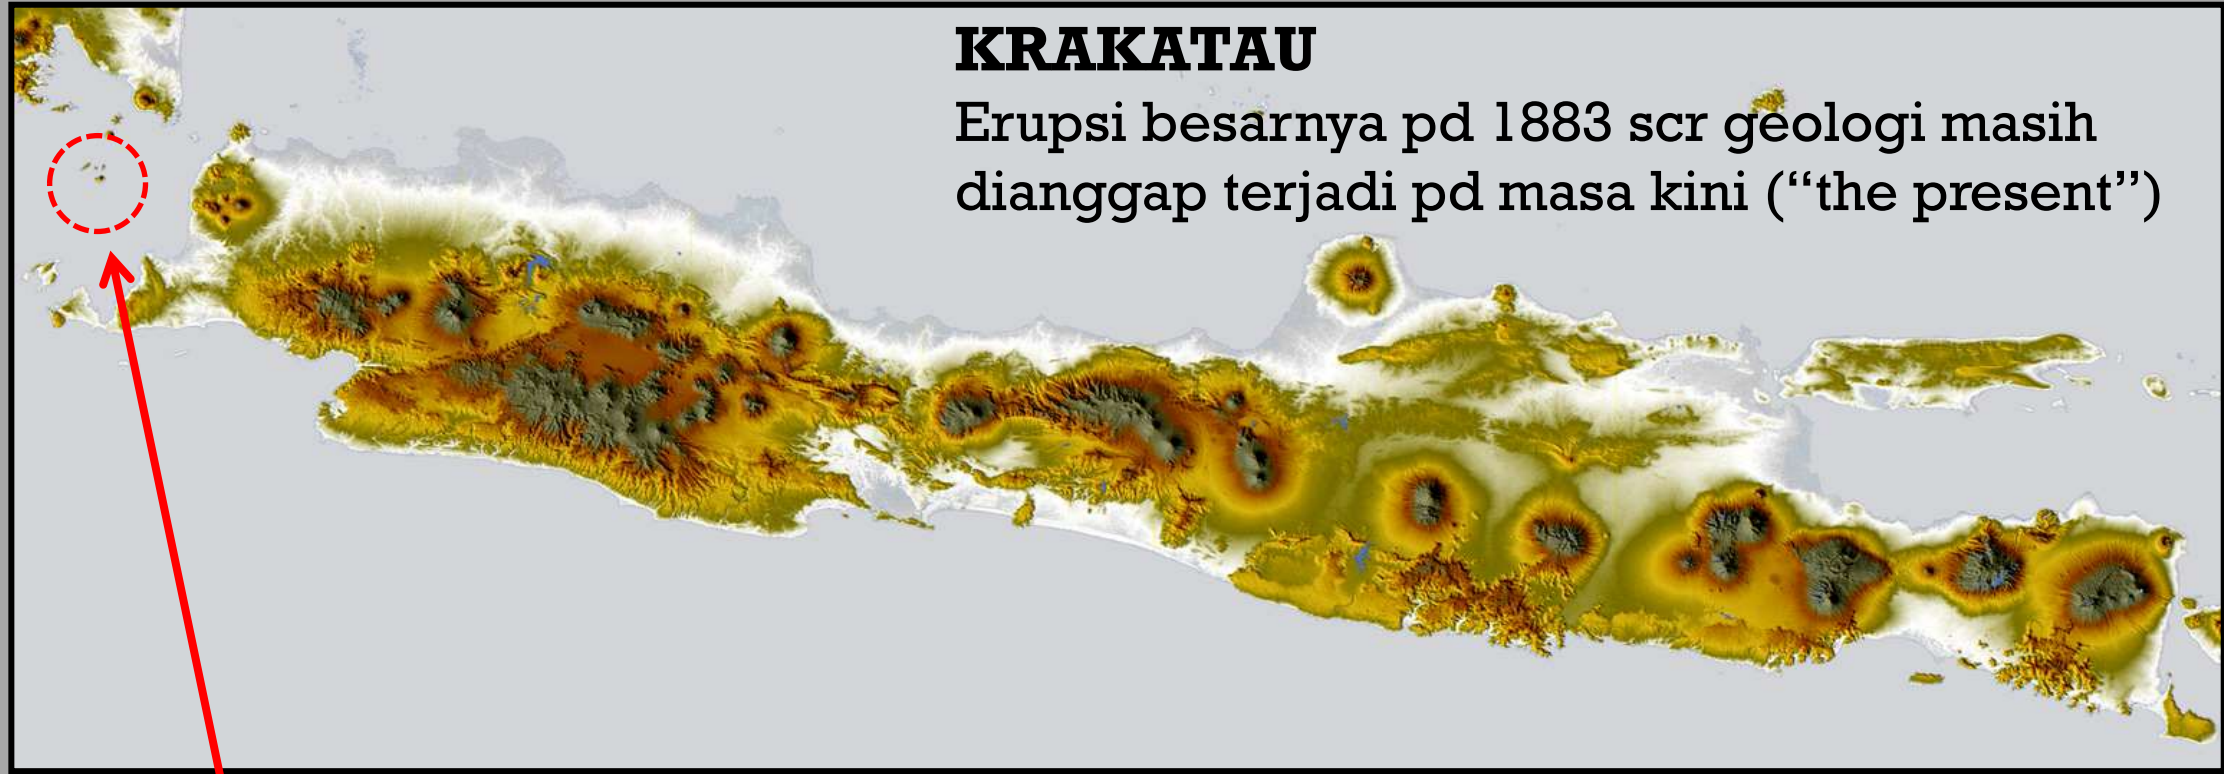 KRAKATAU
Erupsi besarnya pd 1883 scr geologi masih
dianggap terjadi pd masa kini (“the present”)